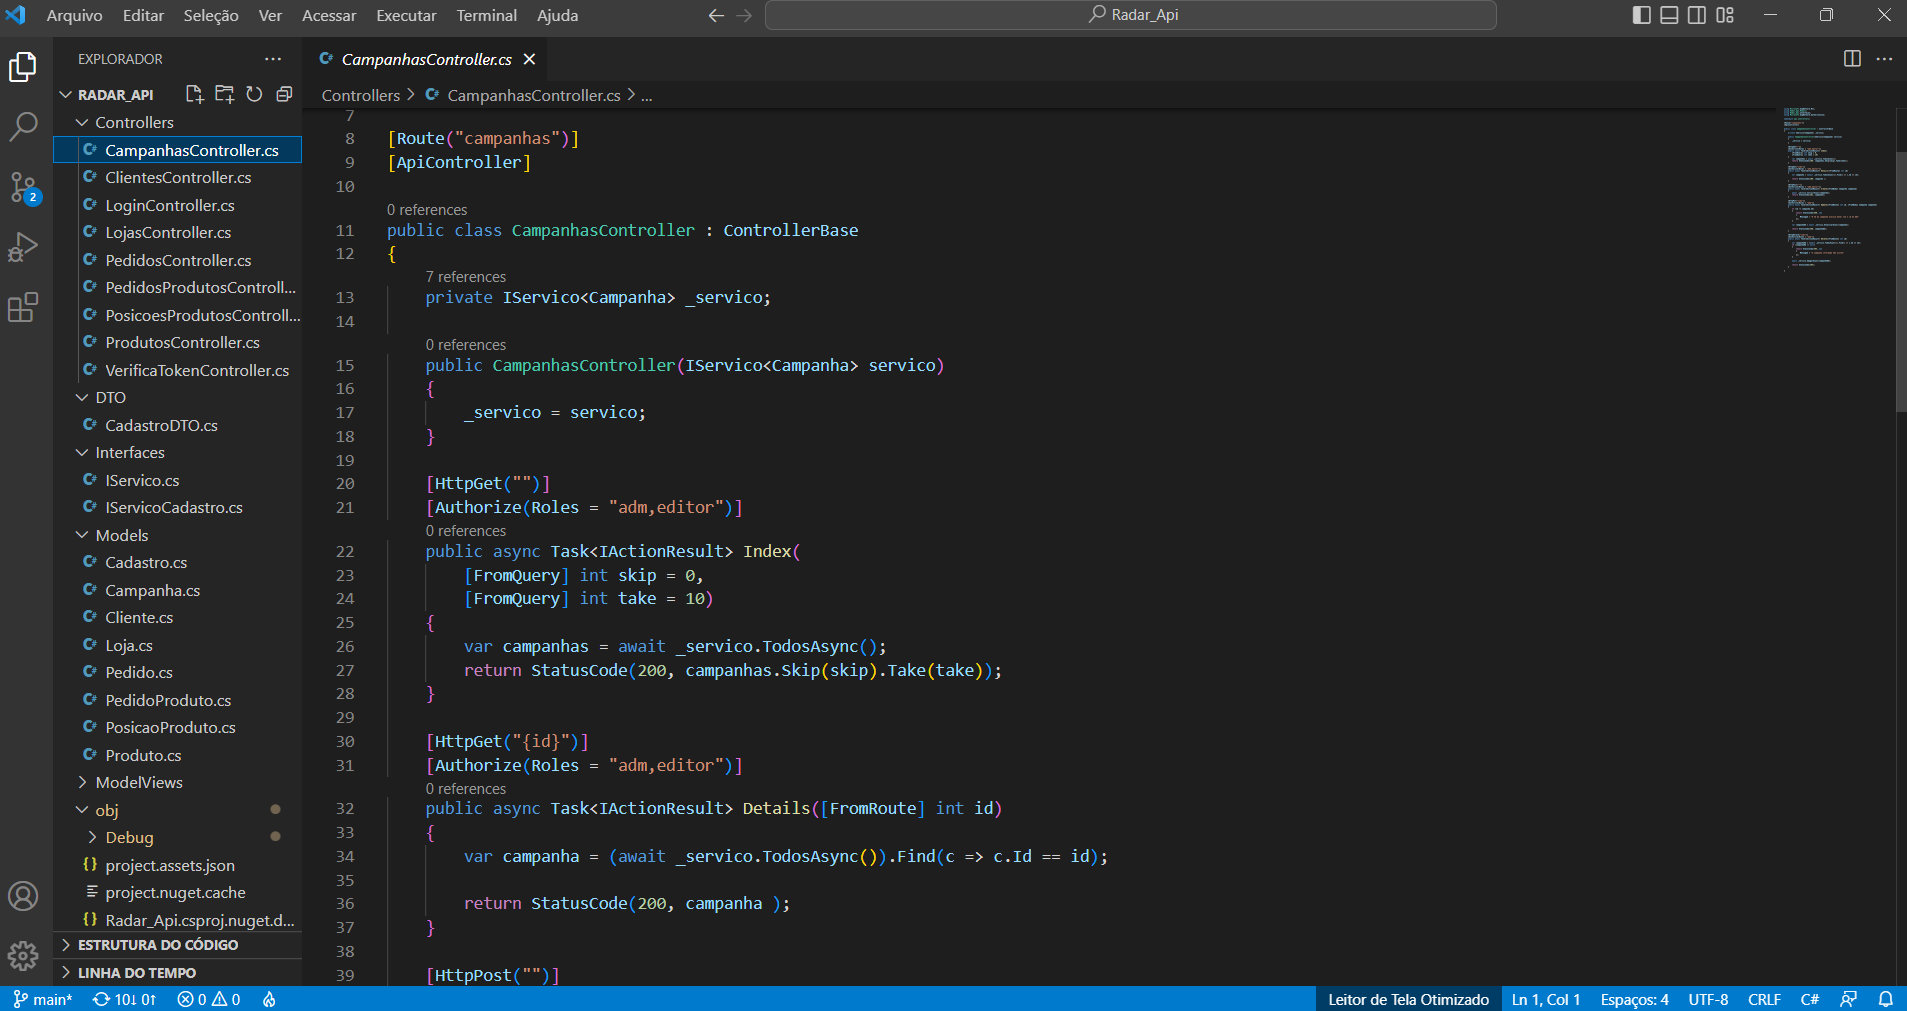 Arquivo Editar Seleção Ver Acessar Executar Terminal Ajuda
Radar_Api
EXPLORADOR
RADAR_API
Controllers
CampanhasController.cs
ClientesController.cs
LoginController.cs
LojasController.cs
PedidosController.cs
PedidosProdutosControll...
PosicoesProdutosControll...
ProdutosController.cs
VerificaTokenController.cs
DTO
CadastroDTO.cs
Interfaces
IServico.cs
IServicoCadastro.cs
Models
Cadastro.cs
Campanha.cs
Cliente.cs
Loja.cs
Pedido.cs
PedidoProduto.cs
PosicaoProduto.cs
Produto.cs
ModelViews
obj
Debug
project.assets.json
project.nuget.cache
Radar_Api.csproj.nuget.d...
ESTRUTURA DO CÓDIGO
LINHA DO TEMPO
2
CampanhasController.cs
Controllers > CampanhasController.cs > ...
7
8 [Route("campanhas")]
9 [ApiController]
10
0 references
11 public class CampanhasController : ControllerBase
12 {
7 references
13 private IServico<Campanha> _servico;
14
0 references
15 public CampanhasController(IServico<Campanha> servico)
16 {
17 _servico = servico;
18 }
19
20 [HttpGet("")]
21 [Authorize(Roles = "adm,editor")]
0 references
22 public async Task<IActionResult> Index(
23 [FromQuery] int skip = 0,
24 [FromQuery] int take = 10)
25 {
26 var campanhas = await _servico.TodosAsync();
27 return StatusCode(200, campanhas.Skip(skip).Take(take));
28 }
29
30 [HttpGet("{id}")]
31 [Authorize(Roles = "adm,editor")]
0 references
32 public async Task<IActionResult> Details([FromRoute] int id)
33 {
34 var campanha = (await _servico.TodosAsync()).Find(c => c.Id == id);
35
36 return StatusCode(200, campanha );
37 }
38
39 [HttpPost("")]
main* 10↓ 0↑ 0 0
Leitor de Tela Otimizado Ln 1, Col 1 Espaços: 4 UTF-8 CRLF C#